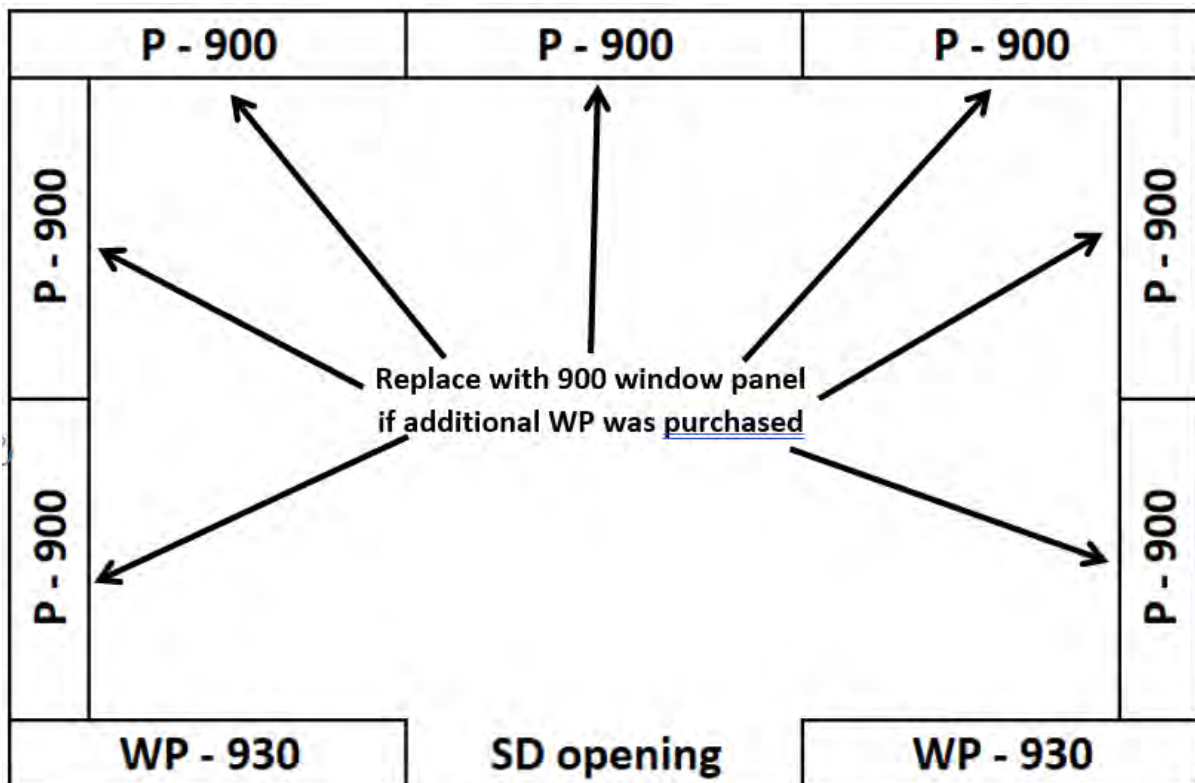 P - 900
P - 900
P - 900
P - 900
P - 900
Replace with 900 window panel
if additional WP was purchased
P - 900
P - 900
WP - 930
SD opening
WP - 930